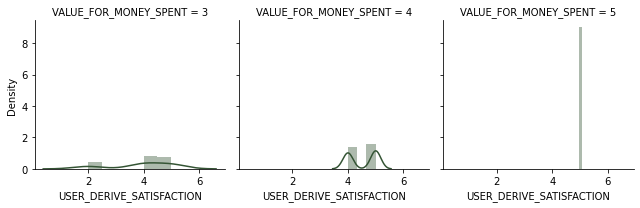 VALUE_FOR_MONEY_SPENT = 3
VALUE_FOR_MONEY_SPENT = 4
VALUE_FOR_MONEY_SPENT = 5
Density
8
6
4
2
0
2 4 6
2 4 6
2 4 6
USER_DERIVE_SATISFACTION
USER_DERIVE_SATISFACTION
USER_DERIVE_SATISFACTION